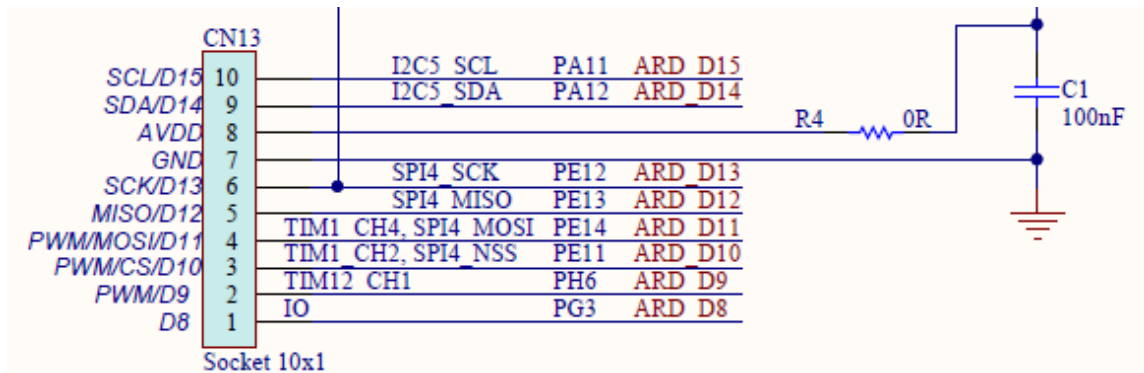 CN13
SCL/D15 10 I2C5_SCL PA11 ARD_D15
SDA/D14 9 I2C5_SDA PA12 ARD_D14
AVDD 8 R4 0R
C1
100nF
GND 7
SCK/D13 6 SPI4_SCK PE12 ARD_D13
MISO/D12 5 SPI4_MISO PE13 ARD_D12
PWM/MOSI/D11 4 TIM1_CH4, SPI4_MOSI PE14 ARD_D11
PWM/CS/D10 3 TIM1_CH2, SPI4_NSS PE11 ARD_D10
PWM/D9 2 TIM12_CH1 PH6 ARD_D9
D8 1 IO PG3 ARD_D8
Socket 10x1